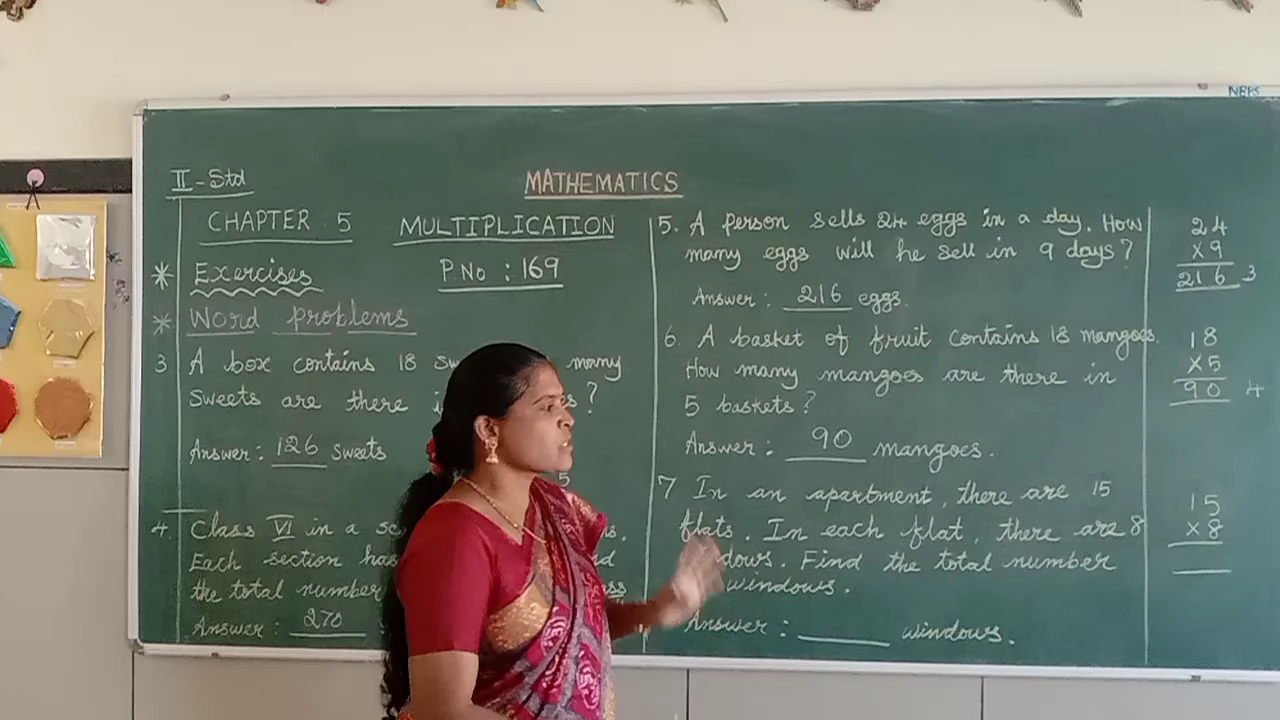 NBPS
II - Std
MATHEMATICS
CHAPTER : 5 MULTIPLICATION
Exercises P No : 169
Word problems
3 A box contains 18 many
Sweets are there ?
Answer : 126 sweets
5
4. Class VI in a
Each section has
the total number
Answer : 270
5. A person sells 24 eggs in a day. How
many eggs will he sell in 9 days ?
Answer : 216 eggs.
24
x9
216 3
6. A basket of fruit contains 18 mangoes.
How many mangoes are there in
5 baskets ?
Answer : 90 mangoes.
18
x5
90 4
7 In an apartment, there are 15
flats. In each flat, there are 8
Find the total number
windows.
Answer : ______ windows.
15
x8